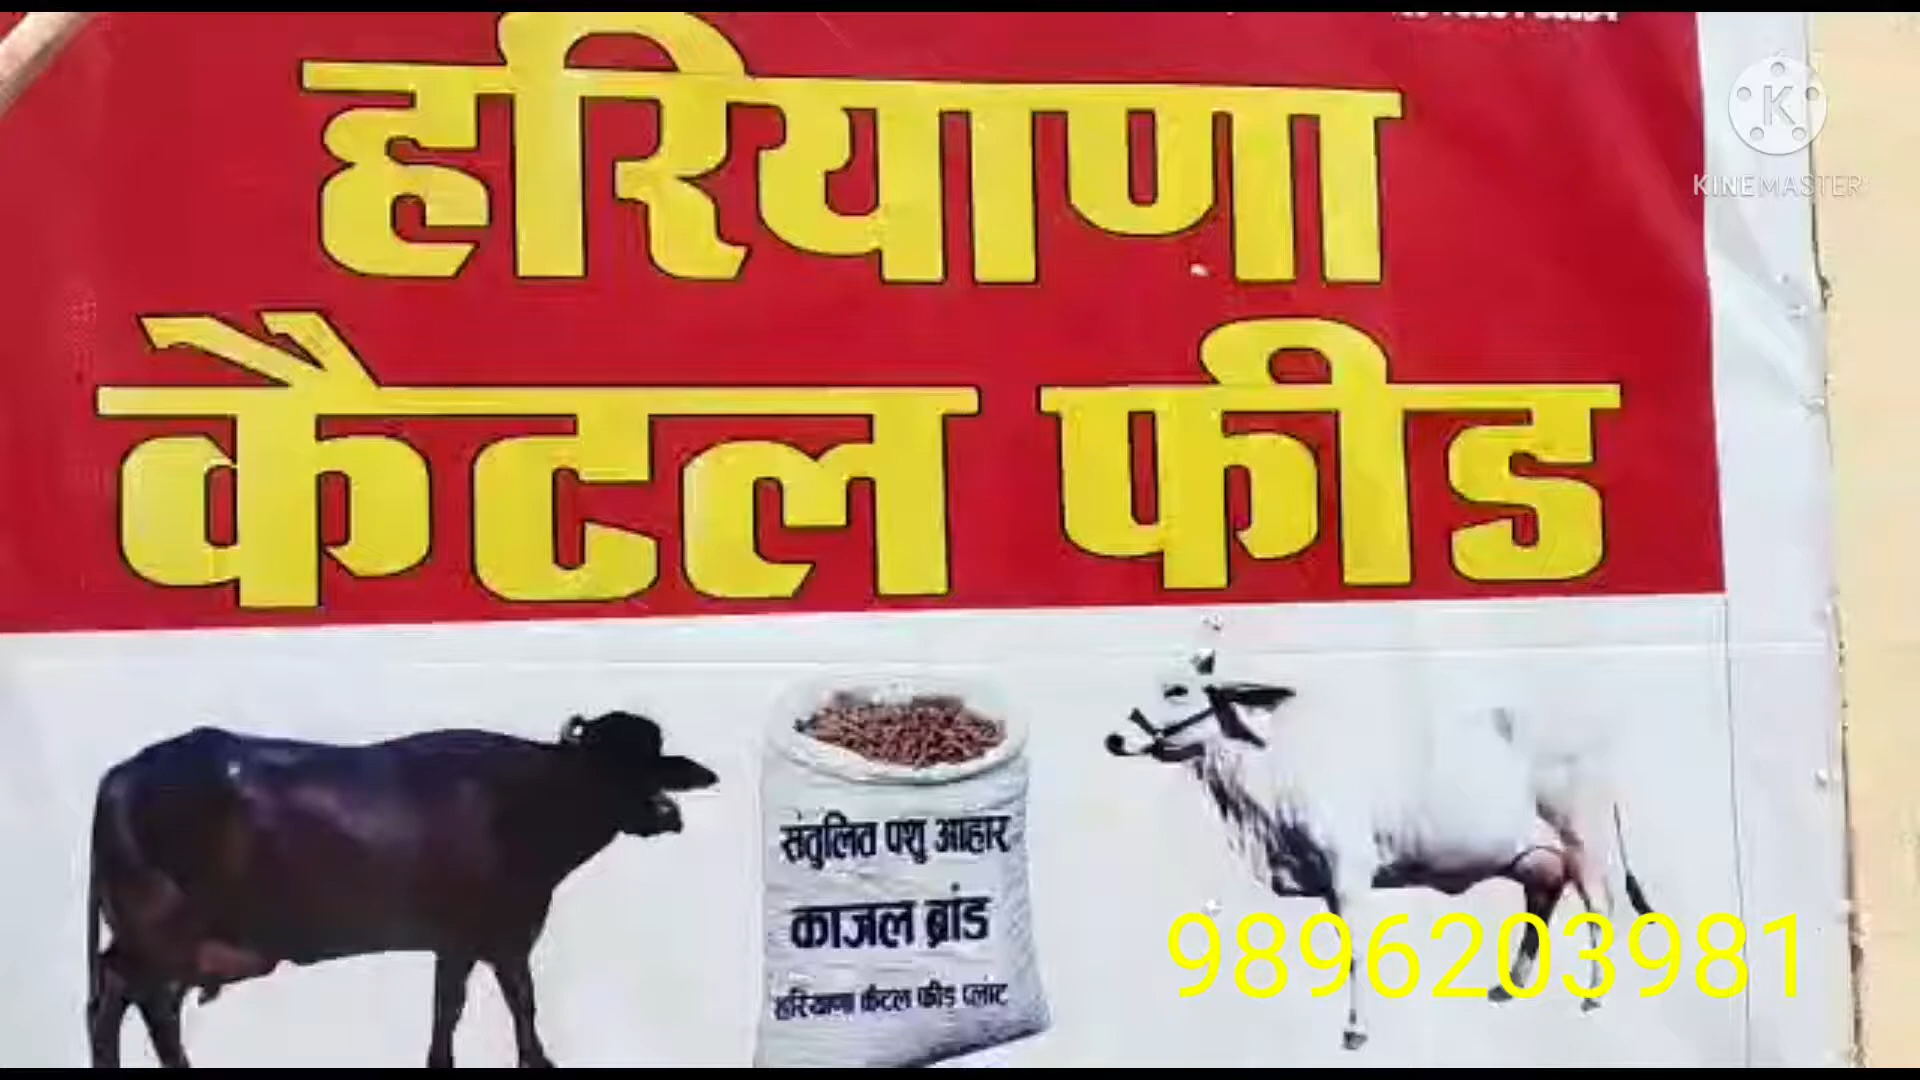 हरियाणा
कैटल फीड
KINEMASTER
संतुलित पशु आहार
काजल ब्रांड
हरियाणा कैटल फीड प्लांट
9896203981